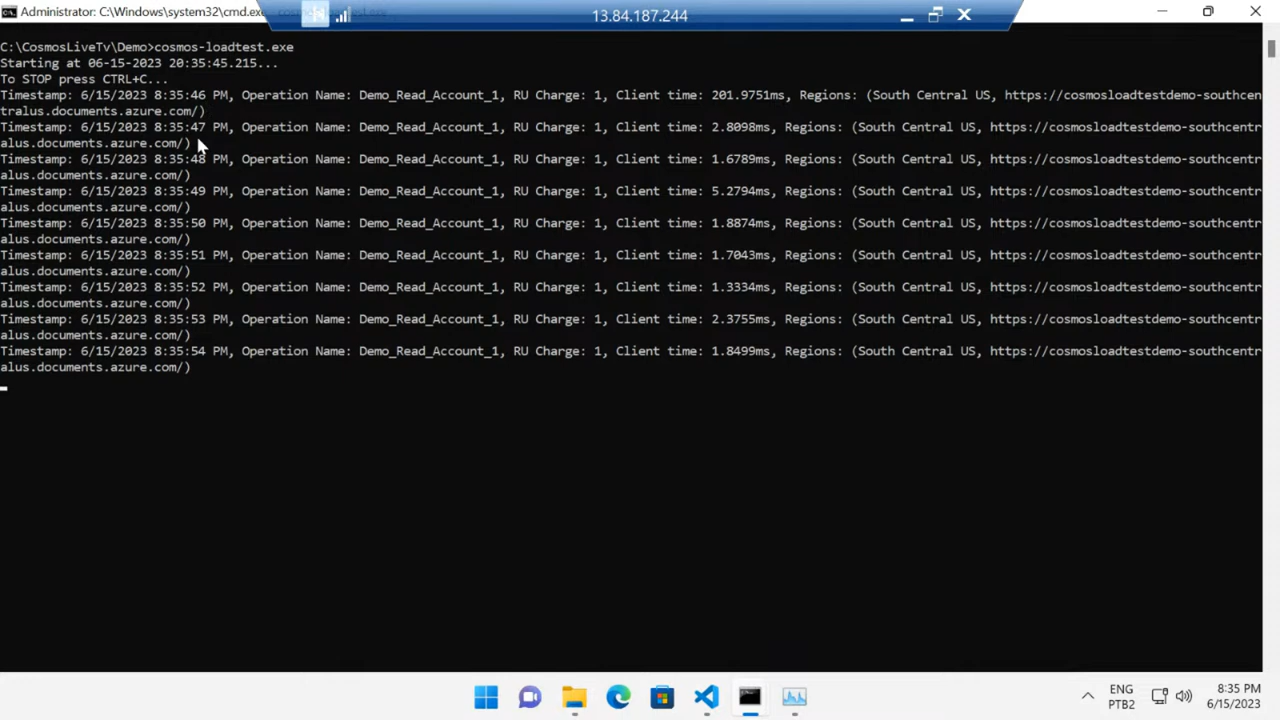 Administrator: C:\Windows\system32\cmd.exe - cosmos-loadtest.exe
13.84.187.244
C:\CosmosLiveTv\Demo>cosmos-loadtest.exe
Starting at 06-15-2023 20:35:45.215...
To STOP press CTRL+C...
Timestamp: 6/15/2023 8:35:46 PM, Operation Name: Demo_Read_Account_1, RU Charge: 1, Client time: 201.9751ms, Regions: (South Central US, https://cosmosloadtestdemo-southcen
tralus.documents.azure.com/)
Timestamp: 6/15/2023 8:35:47 PM, Operation Name: Demo_Read_Account_1, RU Charge: 1, Client time: 2.8098ms, Regions: (South Central US, https://cosmosloadtestdemo-southcentr
alus.documents.azure.com/)
Timestamp: 6/15/2023 8:35:48 PM, Operation Name: Demo_Read_Account_1, RU Charge: 1, Client time: 1.6789ms, Regions: (South Central US, https://cosmosloadtestdemo-southcentr
alus.documents.azure.com/)
Timestamp: 6/15/2023 8:35:49 PM, Operation Name: Demo_Read_Account_1, RU Charge: 1, Client time: 5.2794ms, Regions: (South Central US, https://cosmosloadtestdemo-southcentr
alus.documents.azure.com/)
Timestamp: 6/15/2023 8:35:50 PM, Operation Name: Demo_Read_Account_1, RU Charge: 1, Client time: 1.8874ms, Regions: (South Central US, https://cosmosloadtestdemo-southcentr
alus.documents.azure.com/)
Timestamp: 6/15/2023 8:35:51 PM, Operation Name: Demo_Read_Account_1, RU Charge: 1, Client time: 1.7043ms, Regions: (South Central US, https://cosmosloadtestdemo-southcentr
alus.documents.azure.com/)
Timestamp: 6/15/2023 8:35:52 PM, Operation Name: Demo_Read_Account_1, RU Charge: 1, Client time: 1.3334ms, Regions: (South Central US, https://cosmosloadtestdemo-southcentr
alus.documents.azure.com/)
Timestamp: 6/15/2023 8:35:53 PM, Operation Name: Demo_Read_Account_1, RU Charge: 1, Client time: 2.3755ms, Regions: (South Central US, https://cosmosloadtestdemo-southcentr
alus.documents.azure.com/)
Timestamp: 6/15/2023 8:35:54 PM, Operation Name: Demo_Read_Account_1, RU Charge: 1, Client time: 1.8499ms, Regions: (South Central US, https://cosmosloadtestdemo-southcentr
alus.documents.azure.com/)
ENG
PTB2
8:35 PM
6/15/2023